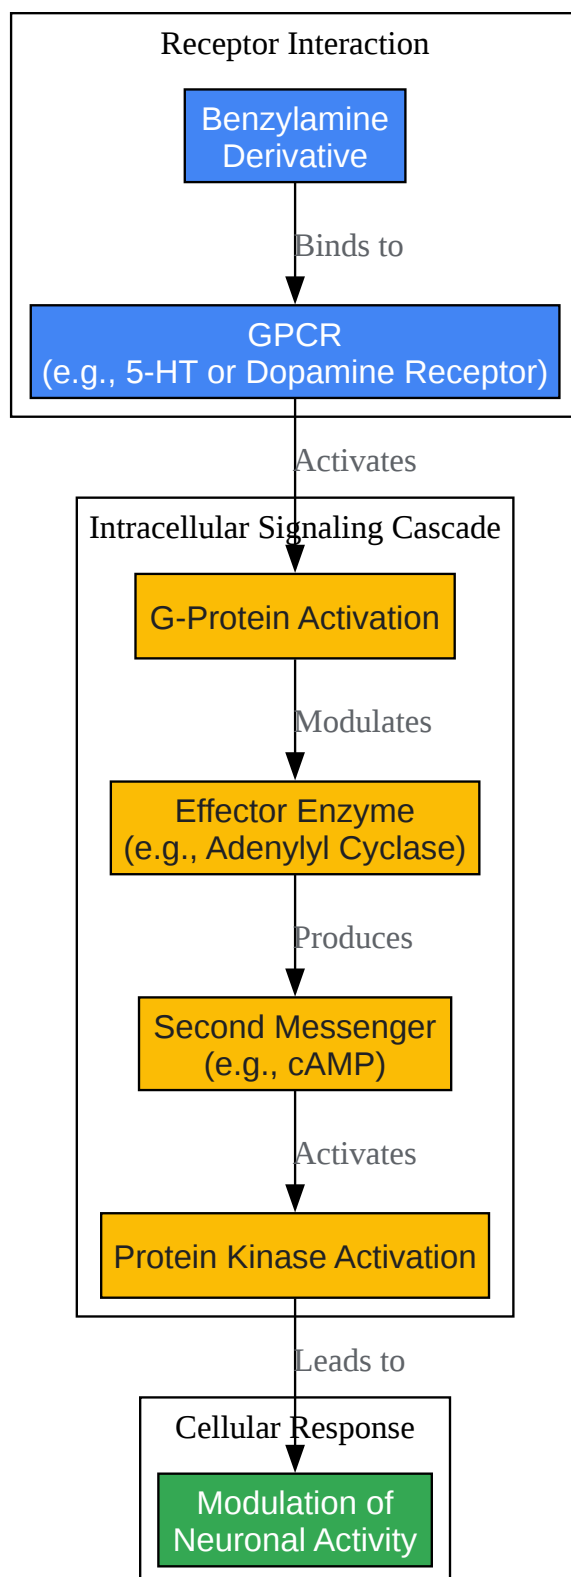 Receptor Interaction
Benzylamine
Derivative
Binds to
GPCR
(e.g., 5-HT or Dopamine Receptor)
Activates
Intracellular Signaling Cascade
G-Protein Activation
Modulates
Effector Enzyme
(e.g., Adenylyl Cyclase)
Produces
Second Messenger
(e.g., cAMP)
Activates
Protein Kinase Activation
Leads to
Cellular Response
Modulation of
Neuronal Activity